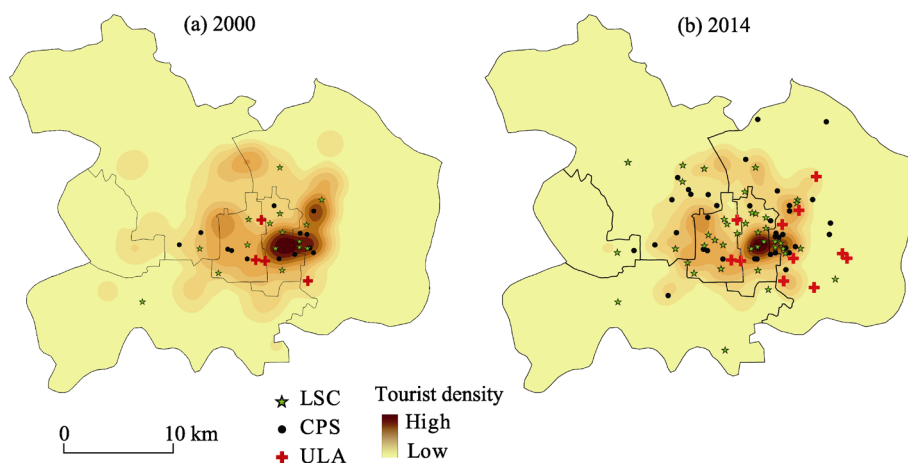 (a) 2000
(b) 2014
LSC
CPS
ULA
Tourist density
High
Low
0 10 km